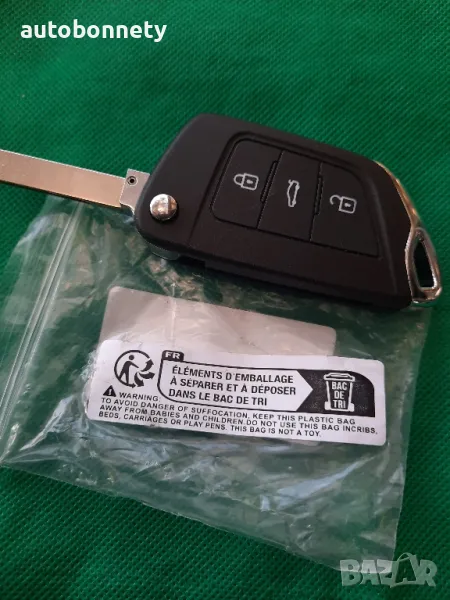 autobonnety
FR
ÉLÉMENTS D'EMBALLAGE
À SÉPARER ET À DÉPOSER
DANS LE BAC DE TRI
BAC
DE
TRI
WARNING:
TO AVOID DANGER OF SUFFOCATION, KEEP THIS PLASTIC BAG
AWAY FROM BABIES AND CHILDREN.DO NOT USE THIS BAG INCRIBS,
BEDS, CARRIAGES OR PLAY PENS. THIS BAG IS NOT A TOY.
BAZAR